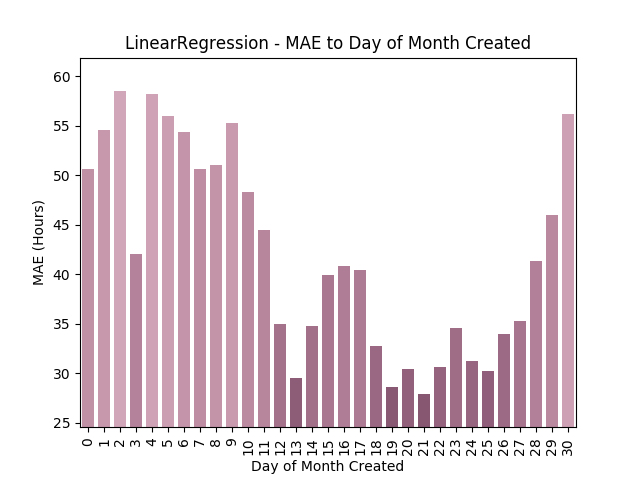 LinearRegression - MAE to Day of Month Created
60
55
50
45
40
35
30
25
MAE (Hours)
0 1 2 3 4 5 6 7 8 9 10 11 12 13 14 15 16 17 18 19 20 21 22 23 24 25 26 27 28 29 30
Day of Month Created